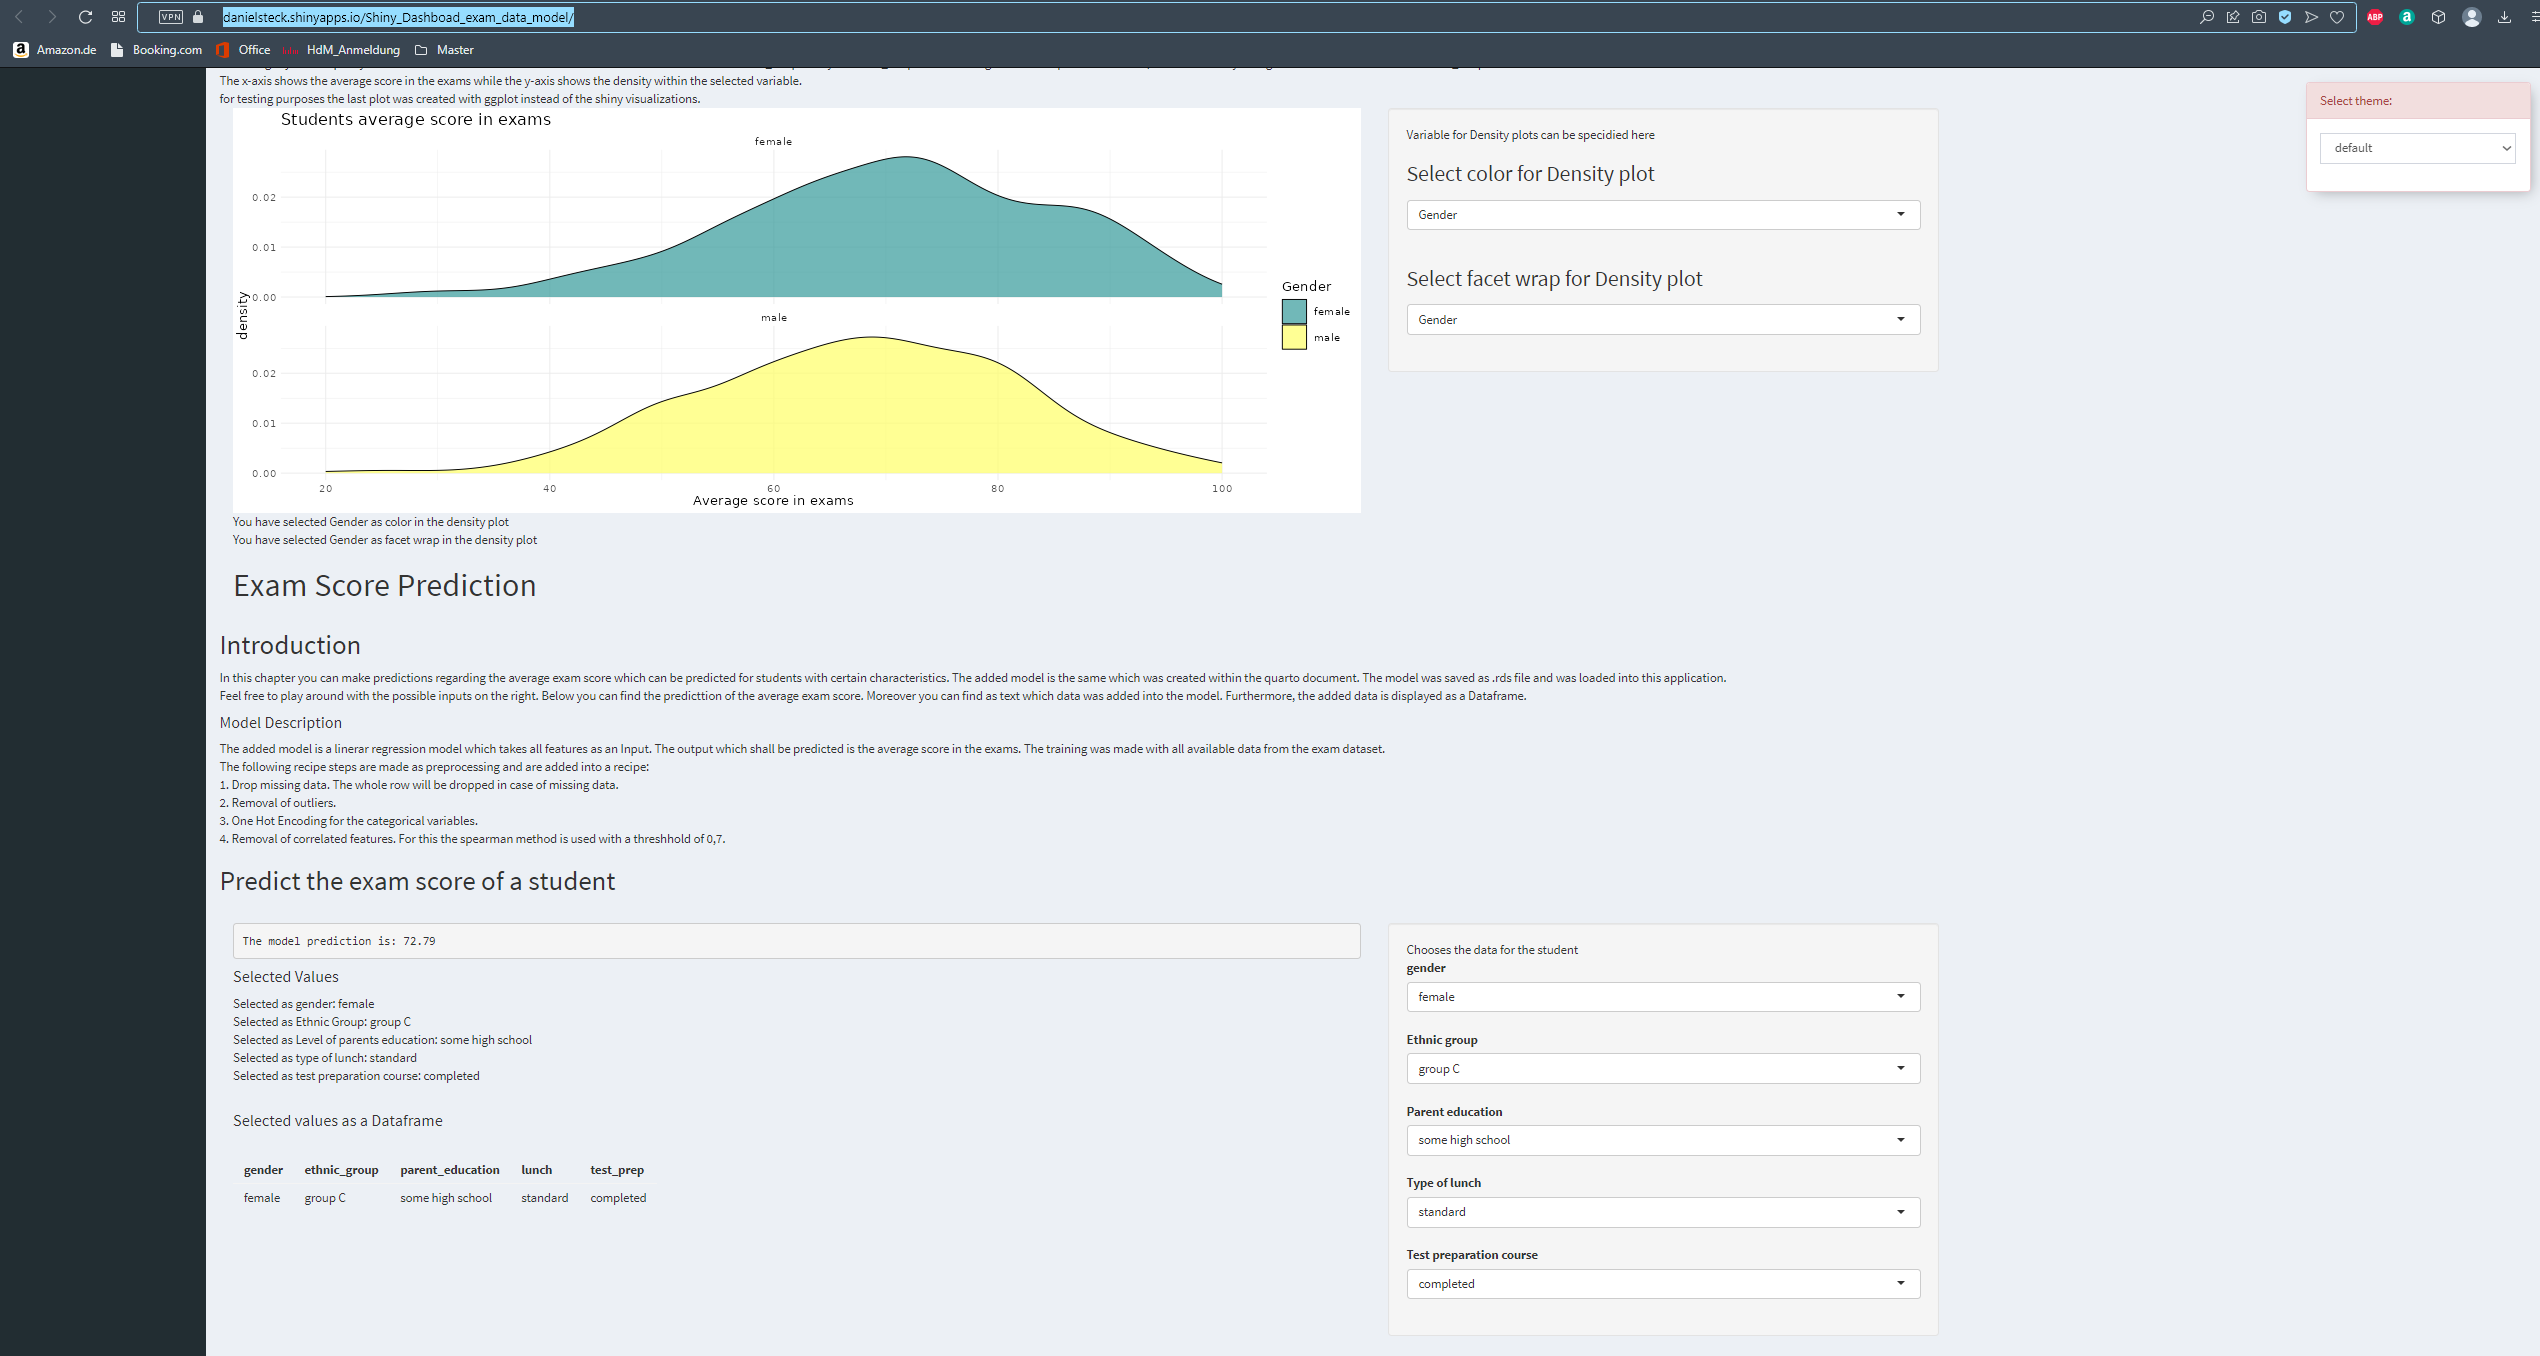 VPN danielsteck.shinyapps.io/Shiny_Dashboad_exam_data_model/
ABP a
a Amazon.de Booking.com Office HdM_Anmeldung Master
The x-axis shows the average score in the exams while the y-axis shows the density within the selected variable.
for testing purposes the last plot was created with ggplot instead of the shiny visualizations.
Students average score in exams
female
0.02
0.01
0.00
male
0.02
0.01
0.00
density
20 40 60 80 100
Average score in exams
Gender
female
male
Variable for Density plots can be specidied here
Select color for Density plot
Gender
Select facet wrap for Density plot
Gender
Select theme:
default
You have selected Gender as color in the density plot
You have selected Gender as facet wrap in the density plot
Exam Score Prediction
Introduction
In this chapter you can make predictions regarding the average exam score which can be predicted for students with certain characteristics. The added model is the same which was created within the quarto document. The model was saved as .rds file and was loaded into this application.
Feel free to play around with the possible inputs on the right. Below you can find the predicttion of the average exam score. Moreover you can find as text which data was added into the model. Furthermore, the added data is displayed as a Dataframe.
Model Description
The added model is a linerar regression model which takes all features as an Input. The output which shall be predicted is the average score in the exams. The training was made with all available data from the exam dataset.
The following recipe steps are made as preprocessing and are added into a recipe:
1. Drop missing data. The whole row will be dropped in case of missing data.
2. Removal of outliers.
3. One Hot Encoding for the categorical variables.
4. Removal of correlated features. For this the spearman method is used with a threshhold of 0,7.
Predict the exam score of a student
The model prediction is: 72.79
Selected Values
Selected as gender: female
Selected as Ethnic Group: group C
Selected as Level of parents education: some high school
Selected as type of lunch: standard
Selected as test preparation course: completed
Selected values as a Dataframe
gender ethnic_group parent_education lunch test_prep
female group C some high school standard completed
Chooses the data for the student
gender
female
Ethnic group
group C
Parent education
some high school
Type of lunch
standard
Test preparation course
completed